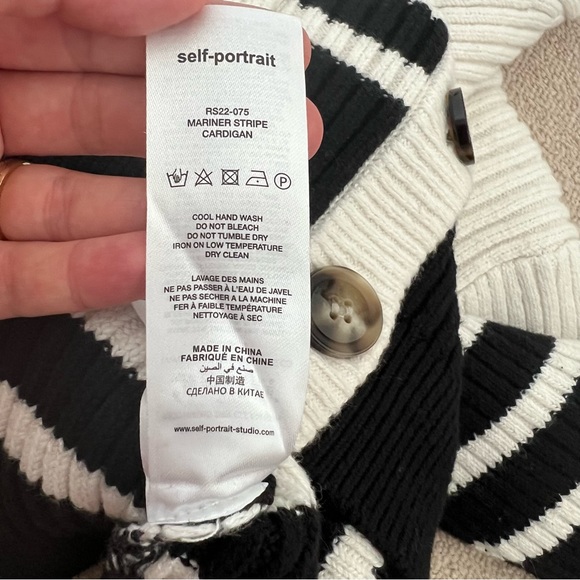 self-portrait
RS22-075
MARINER STRIPE
CARDIGAN
P
COOL HAND WASH
DO NOT BLEACH
DO NOT TUMBLE DRY
IRON ON LOW TEMPERATURE
DRY CLEAN
LAVAGE DES MAINS
NE PAS PASSER À L'EAU DE JAVEL
NE PAS SECHER A LA MACHINE
FER À FAIBLE TEMPÉRATURE
NETTOYAGE À SEC
MADE IN CHINA
FABRIQUÉ EN CHINE
صنع في الصين
中国制造
СДЕЛАНО В КИТАЕ
www.self-portrait-studio.com